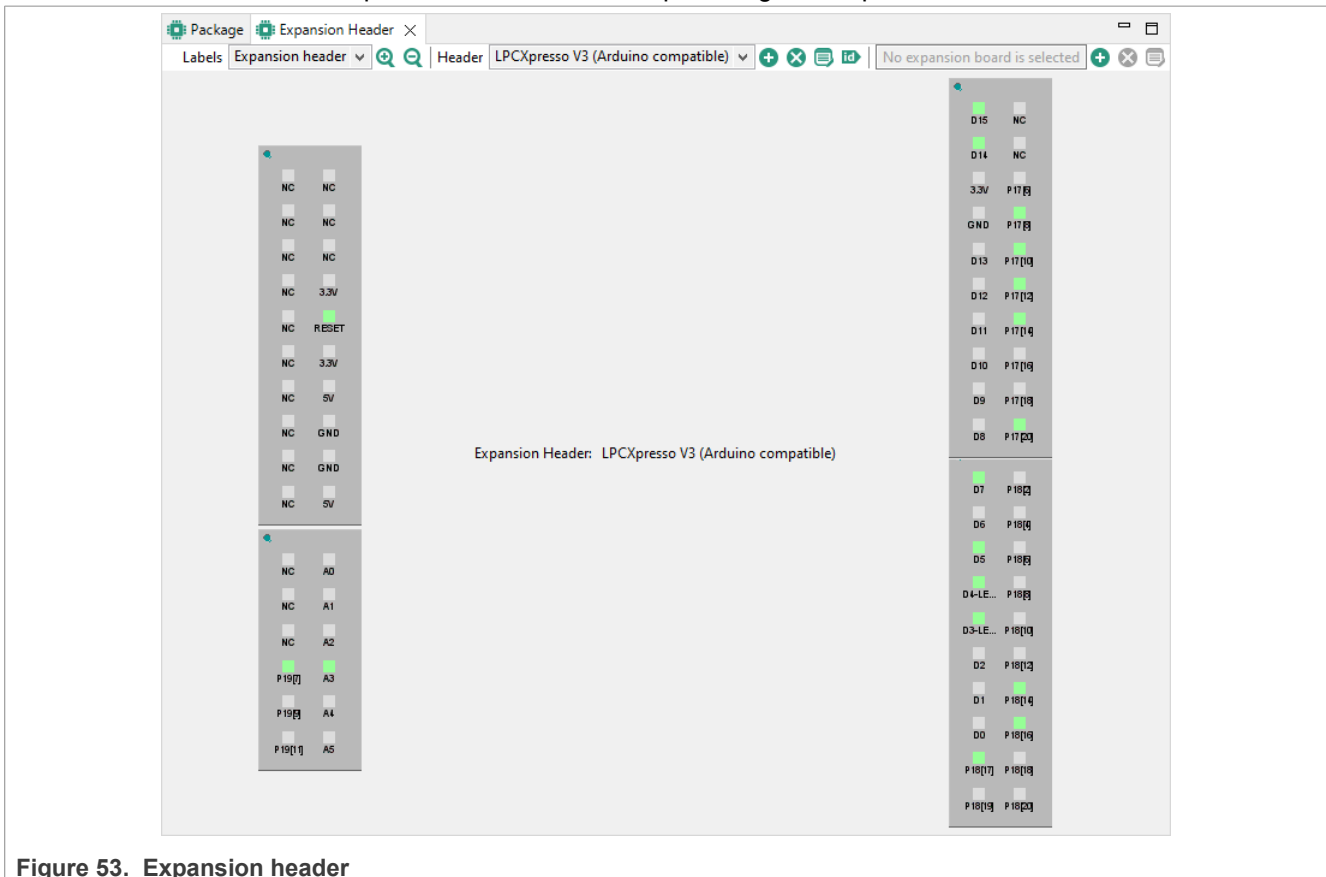 Package Expansion Header
Labels Expansion header Header LPCXpresso V3 (Arduino compatible) id No expansion board is selected
NC NC
NC NC
NC NC
NC 3.3V
NC RESET
NC 3.3V
NC 5V
NC GND
NC GND
NC 5V
NC A0
NC A1
NC A2
P19[7] A3
P19[9] A4
P19[11] A5
Expansion Header: LPCXpresso V3 (Arduino compatible)
D15 NC
D14 NC
3.3V P17[6]
GND P17[8]
D13 P17[10]
D12 P17[12]
D11 P17[14]
D10 P17[16]
D9 P17[18]
D8 P17[20]
D7 P18[2]
D6 P18[4]
D5 P18[6]
D4-LE... P18[8]
D3-LE... P18[10]
D2 P18[12]
D1 P18[14]
D0 P18[16]
P18[17] P18[18]
P18[19] P18[20]
Figure 53. Expansion header